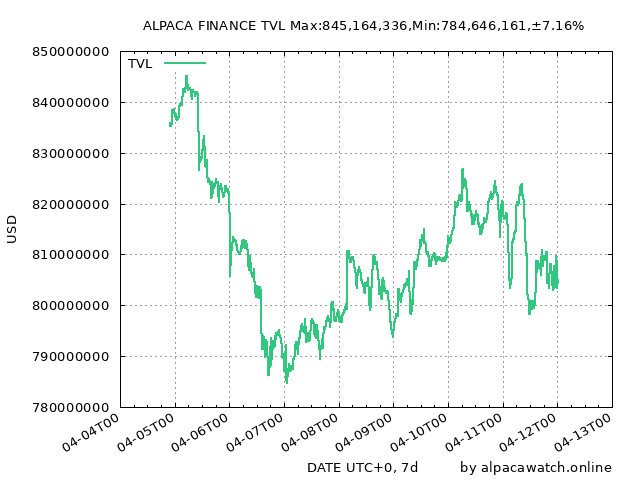 ALPACA FINANCE TVL Max:845,164,336,Min:784,646,161,±7.16%
850000000
TVL
840000000
830000000
820000000
USD
810000000
800000000
790000000
780000000
04-04T00
04-05T00
04-06T00
04-07T00
04-08T00
04-09T00
04-10T00
04-11T00
04-12T00
04-13T00
DATE UTC+0, 7d
by alpacawatch.online